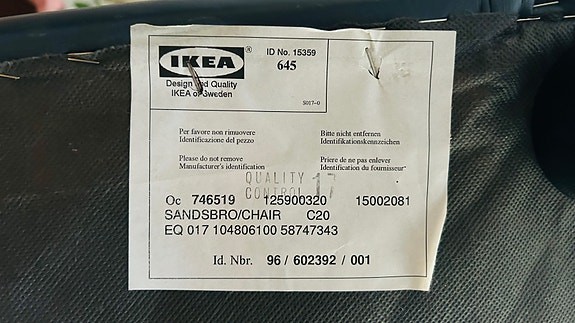 IKEA ®
Design and Quality
IKEA of Sweden
ID No. 15359
645
S017-0
Per favore non rimuovere
Identificazione del pezzo
Bitte nicht entfernen
Identifikationskennzeichen
Please do not remove
Manufacturer's identification
Priere de ne pas enlever
Identification du fournisseur"
QUALITY
CONTROL 17
Oc 746519 125900320 15002081
SANDSBRO/CHAIR C20
EQ 017 104806100 58747343
Id. Nbr. 96 / 602392 / 001